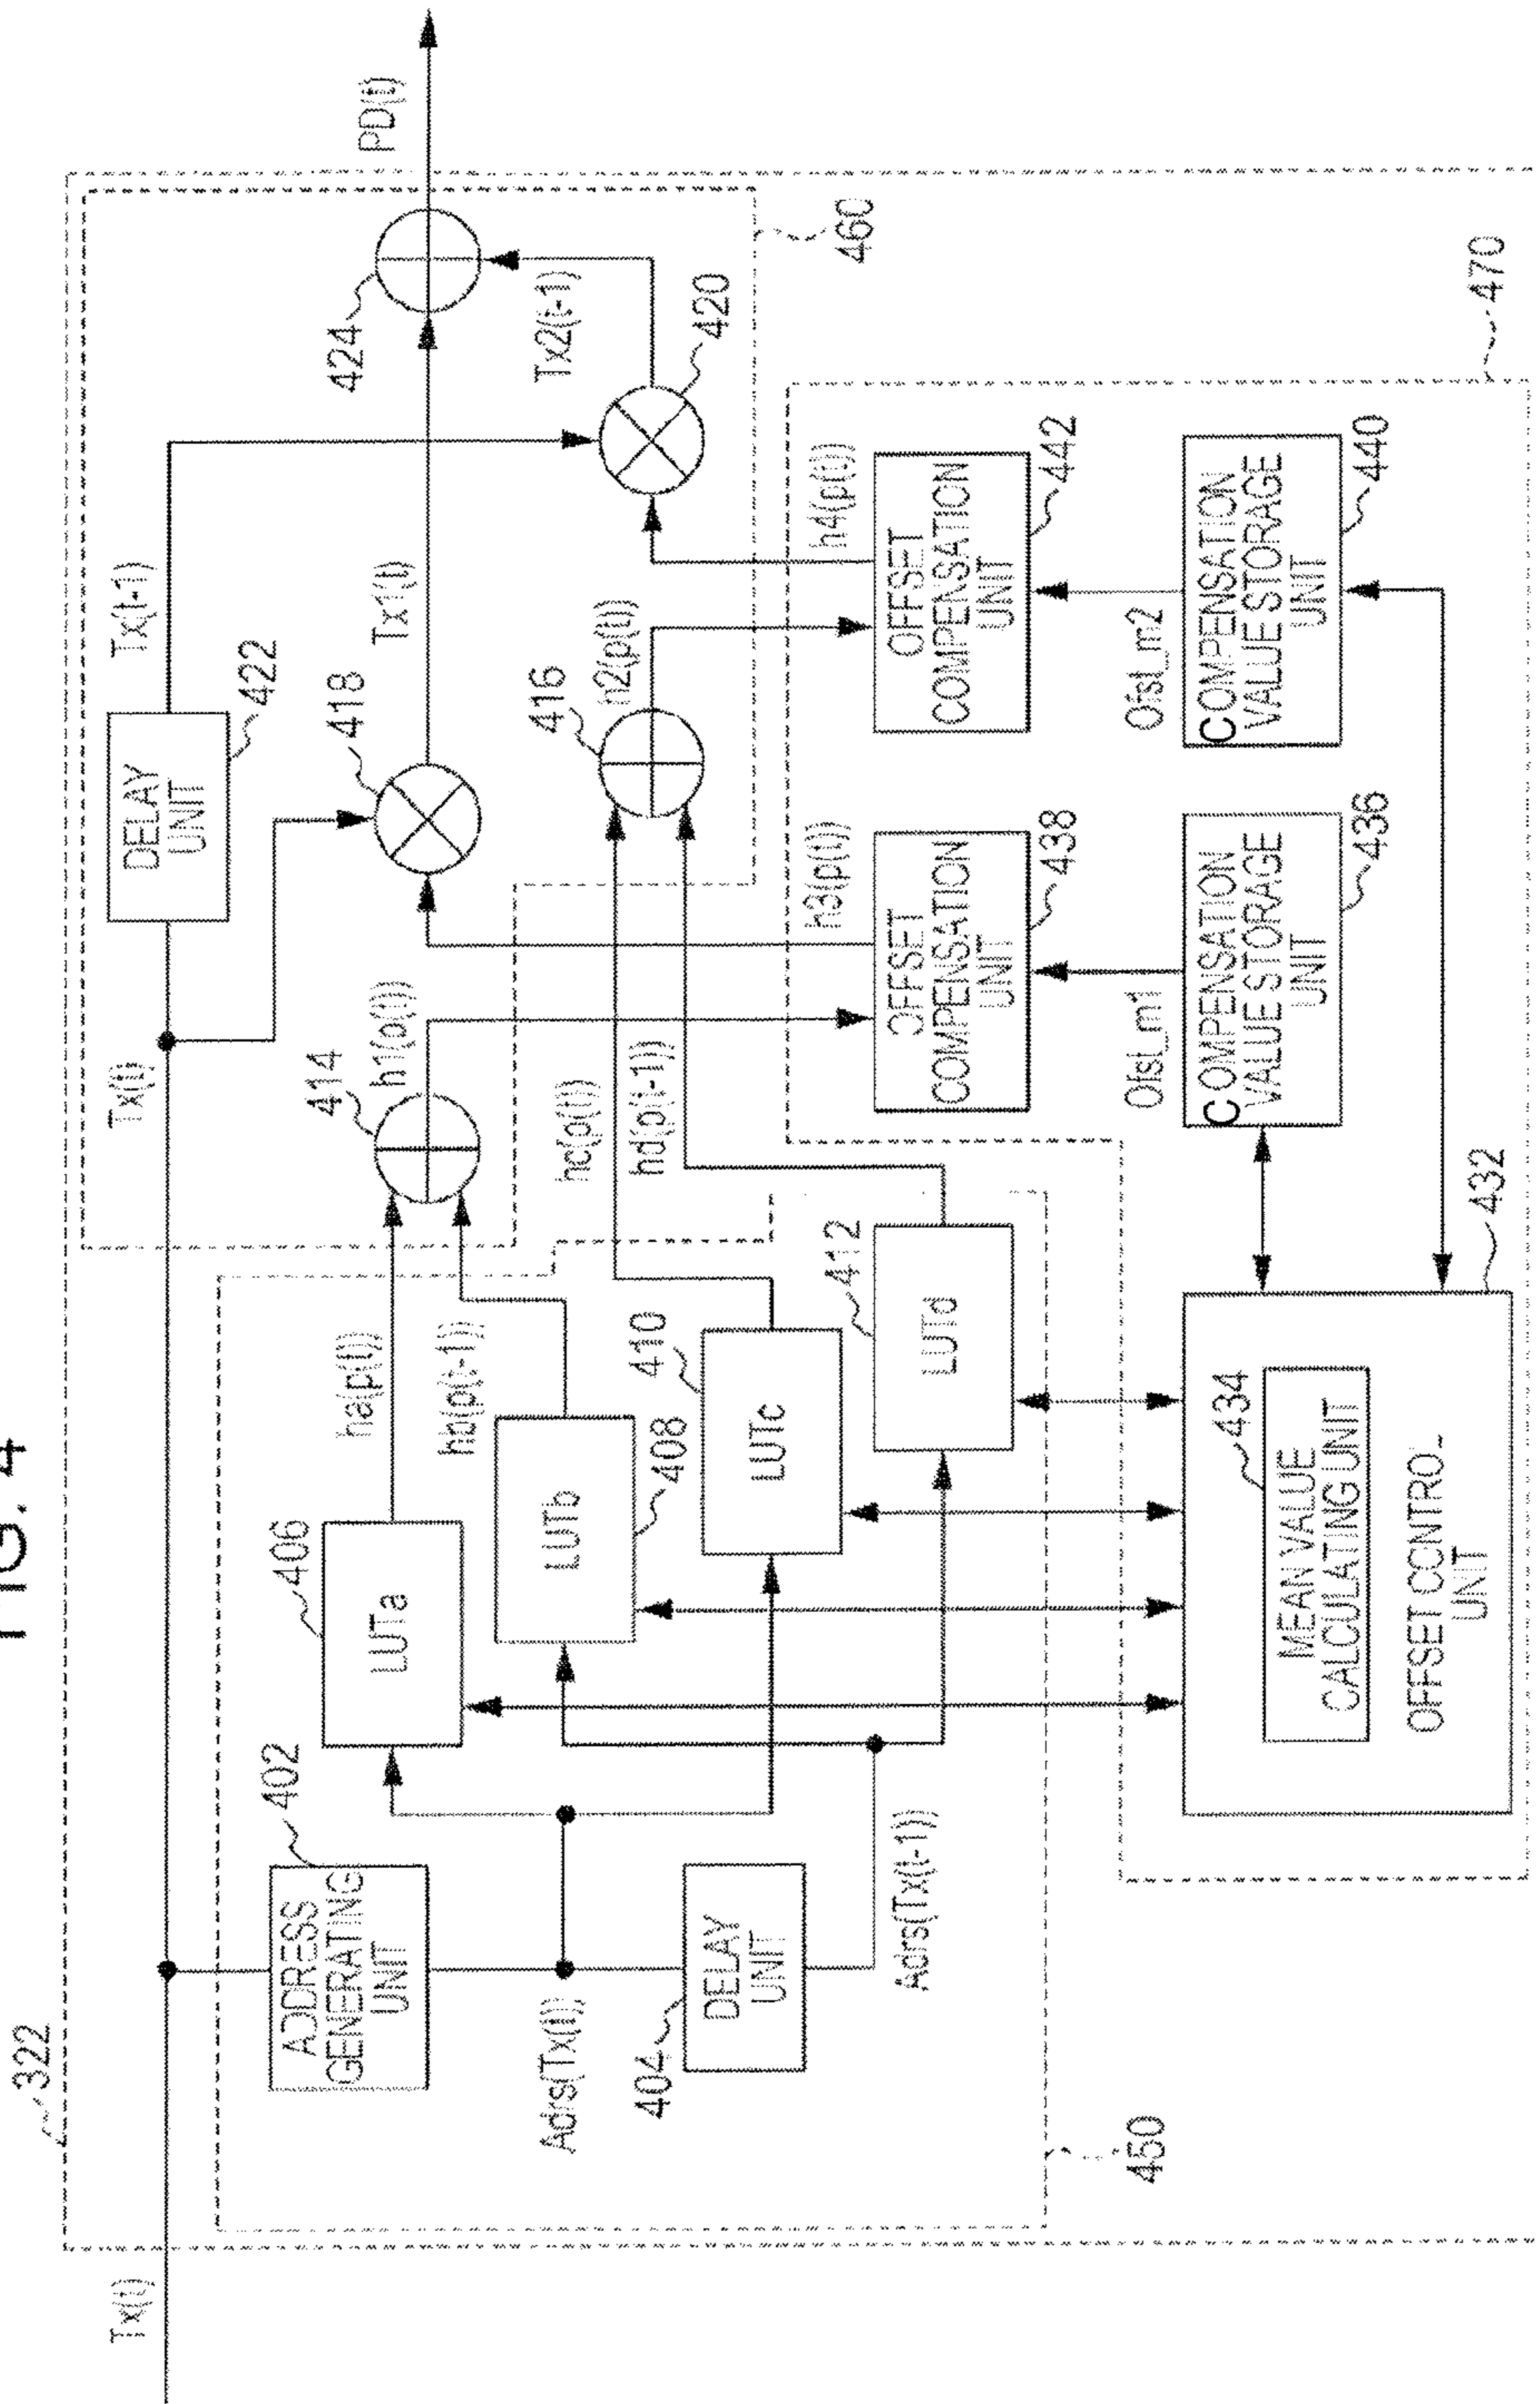 FIG. 4
322
Tx(t)
Tx(t)
DELAY
UNIT
422
Tx(t-1)
PD(t)
ADDRESS
GENERATING
UNIT
402
LUTa
406
ha(p(t))
414
h1(p(t))
418
Tx1(t)
424
Adrs(Tx(t))
LUTb
408
hb(p(t-1))
416
h2(p(t))
Tx2(t-1)
420
460
404
DELAY
UNIT
Adrs(Tx(t-1))
LUTc
410
hc(p(t))
hd(p(t-1))
LUTd
412
h3(p(t))
h4(p(t))
OFFSET
COMPENSATION
UNIT
438
OFFSET
COMPENSATION
UNIT
442
450
Ofst_m1
Ofst_m2
470
434
MEAN VALUE
CALCULATING UNIT
OFFSET CONTROL
UNIT
432
COMPENSATION
VALUE STORAGE
UNIT
436
COMPENSATION
VALUE STORAGE
UNIT
440